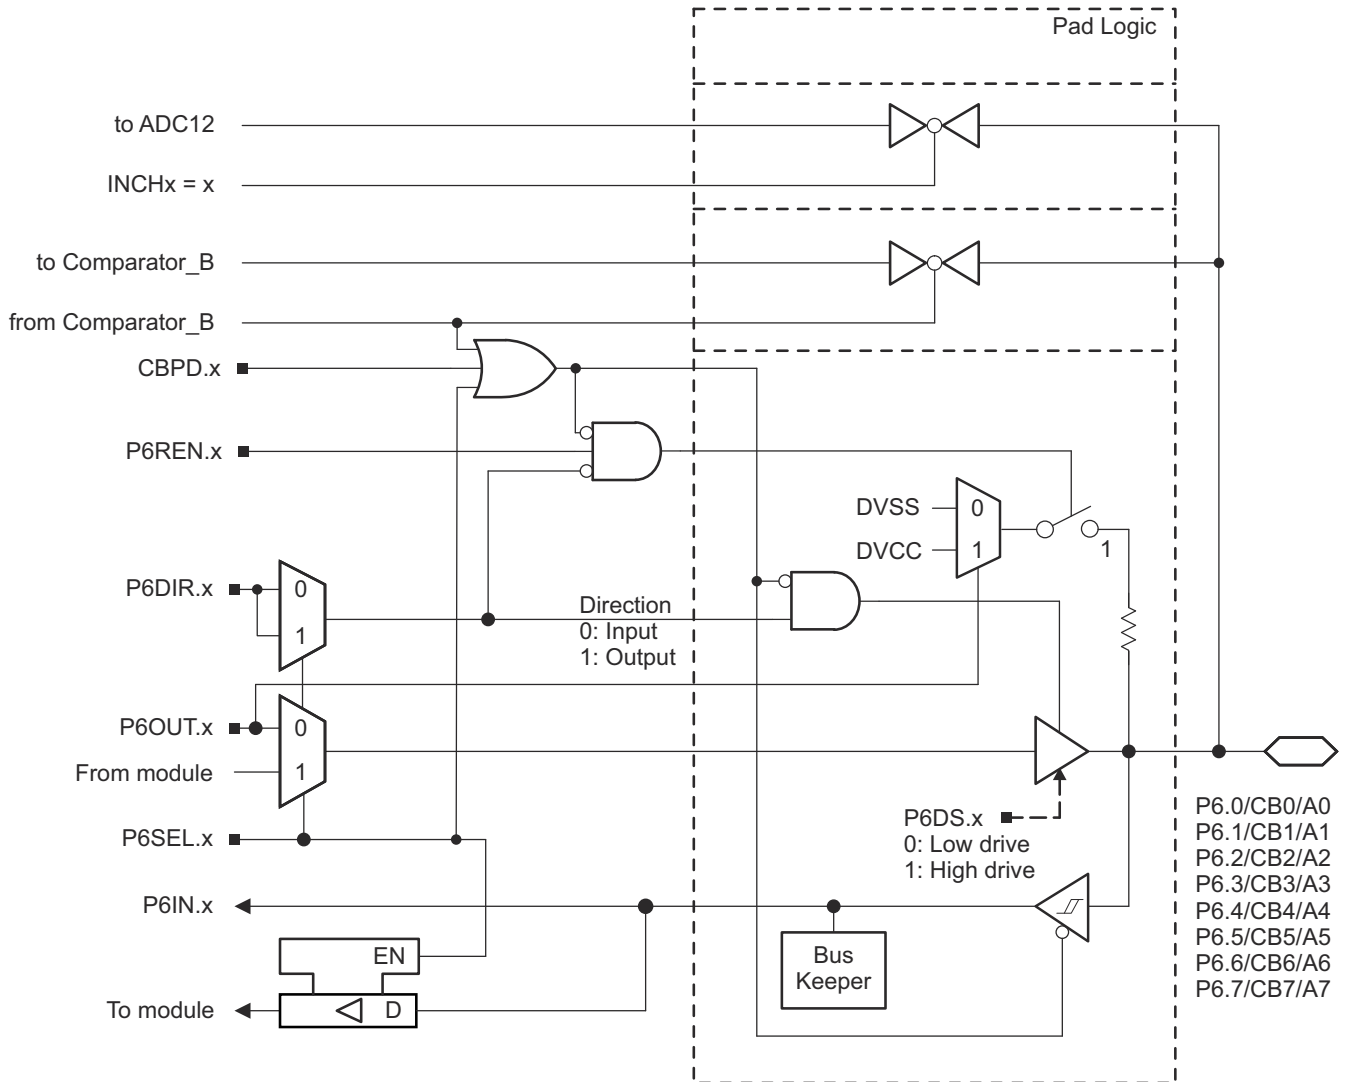 Pad Logic
to ADC12
INCHx = x
to Comparator_B
from Comparator_B
CBPD.x
P6REN.x
DVSS
0
DVCC
1
1
P6DIR.x
0
1
Direction
0: Input
1: Output
P6OUT.x
0
From module
1
P6SEL.x
P6DS.x
0: Low drive
1: High drive
P6.0/CB0/A0
P6.1/CB1/A1
P6.2/CB2/A2
P6.3/CB3/A3
P6.4/CB4/A4
P6.5/CB5/A5
P6.6/CB6/A6
P6.7/CB7/A7
P6IN.x
EN
Bus
Keeper
To module
D